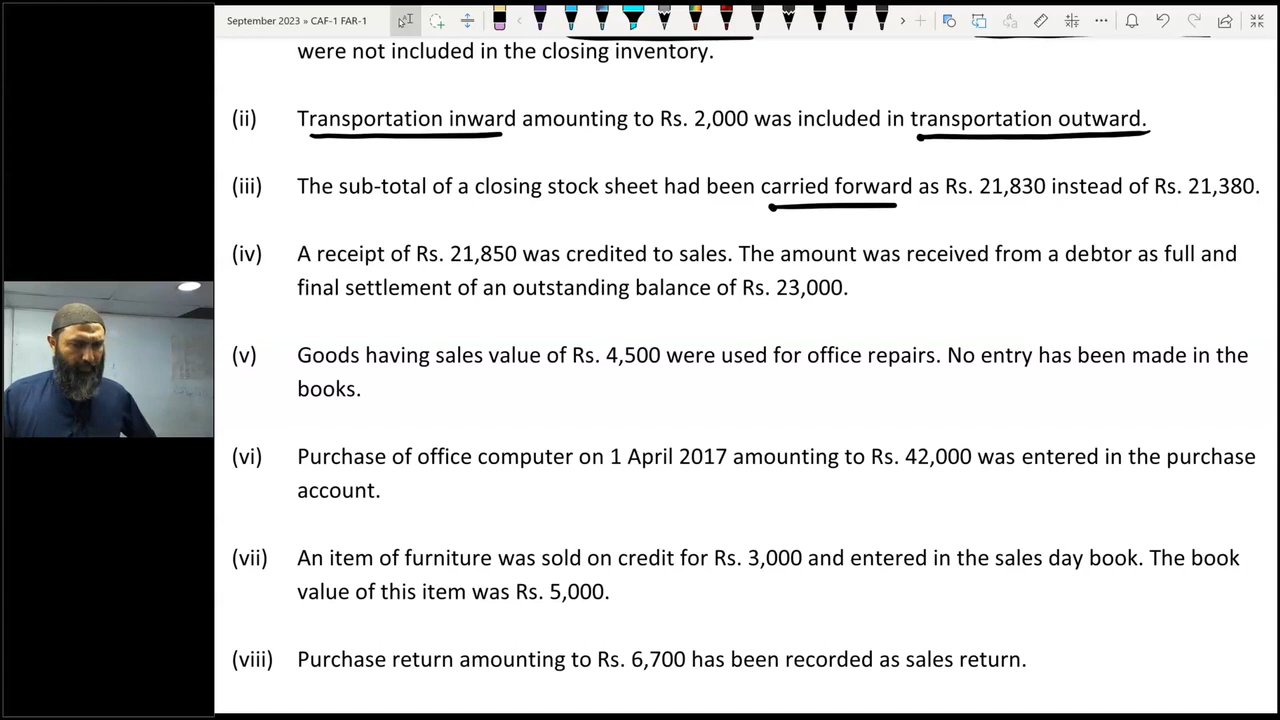 September 2023 » CAF-1 FAR-1
were not included in the closing inventory.
(ii) Transportation inward amounting to Rs. 2,000 was included in transportation outward.
(iii) The sub-total of a closing stock sheet had been carried forward as Rs. 21,830 instead of Rs. 21,380.
(iv) A receipt of Rs. 21,850 was credited to sales. The amount was received from a debtor as full and
final settlement of an outstanding balance of Rs. 23,000.
(v) Goods having sales value of Rs. 4,500 were used for office repairs. No entry has been made in the
books.
(vi) Purchase of office computer on 1 April 2017 amounting to Rs. 42,000 was entered in the purchase
account.
(vii) An item of furniture was sold on credit for Rs. 3,000 and entered in the sales day book. The book
value of this item was Rs. 5,000.
(viii) Purchase return amounting to Rs. 6,700 has been recorded as sales return.